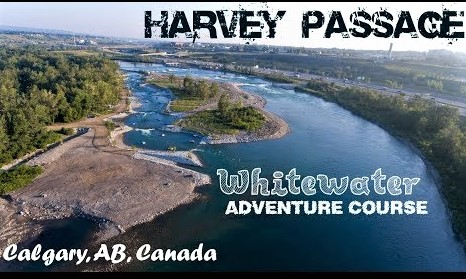 HARVEY PASSAGE
Whitewater
ADVENTURE COURSE
Calgary, AB, Canada